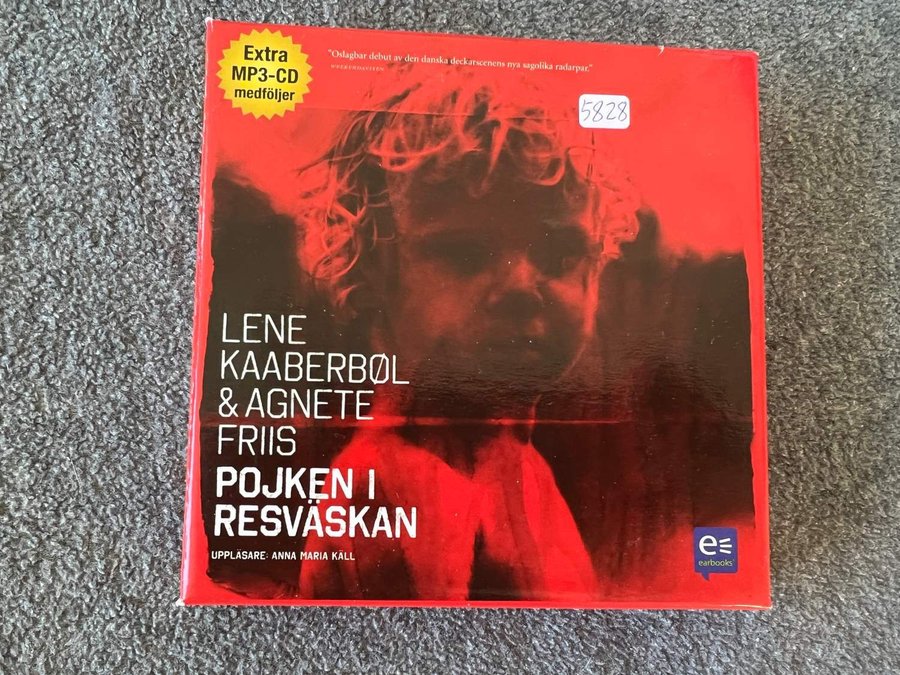 Extra
MP3-CD
medföljer
"Oslagbar debut av den danska deckarscenens nya sagolika radarpar."
5828
LENE
KAABERBØL
& AGNETE
FRIIS
POJKEN I
RESVÄSKAN
UPPLÄSARE: ANNA MARIA KÄLL
e
earbooks